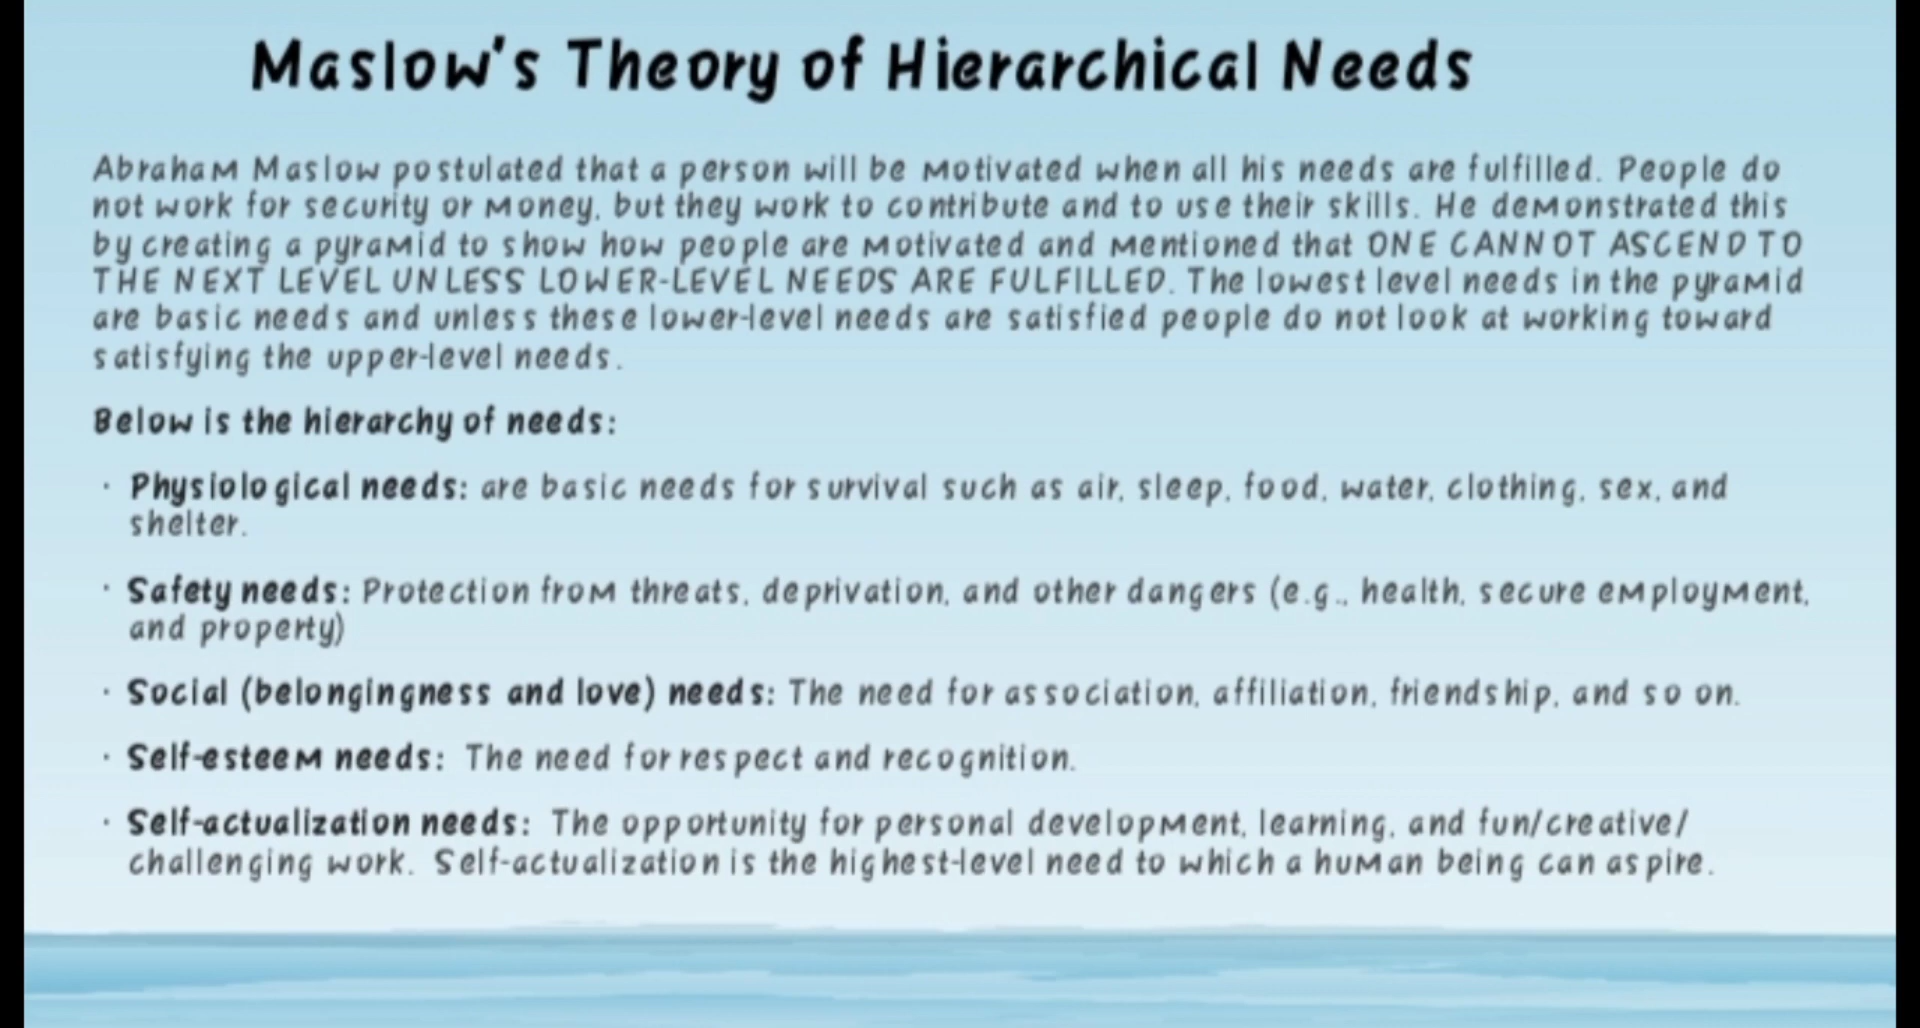 Maslow's Theory of Hierarchical Needs
Abraham Maslow postulated that a person will be motivated when all his needs are fulfilled. People do
not work for security or money, but they work to contribute and to use their skills. He demonstrated this
by creating a pyramid to show how people are motivated and mentioned that ONE CANNOT ASCEND TO
THE NEXT LEVEL UNLESS LOWER-LEVEL NEEDS ARE FULFILLED. The lowest level needs in the pyramid
are basic needs and unless these lower-level needs are satisfied people do not look at working toward
satisfying the upper-level needs.
Below is the hierarchy of needs:
· Physiological needs: are basic needs for survival such as air, sleep, food, water, clothing, sex, and
shelter.
· Safety needs: Protection from threats, deprivation, and other dangers (e.g., health, secure employment,
and property)
· Social (belongingness and love) needs: The need for association, affiliation, friendship, and so on.
· Self-esteem needs: The need for respect and recognition.
· Self-actualization needs: The opportunity for personal development, learning, and fun/creative/
challenging work. Self-actualization is the highest-level need to which a human being can aspire.